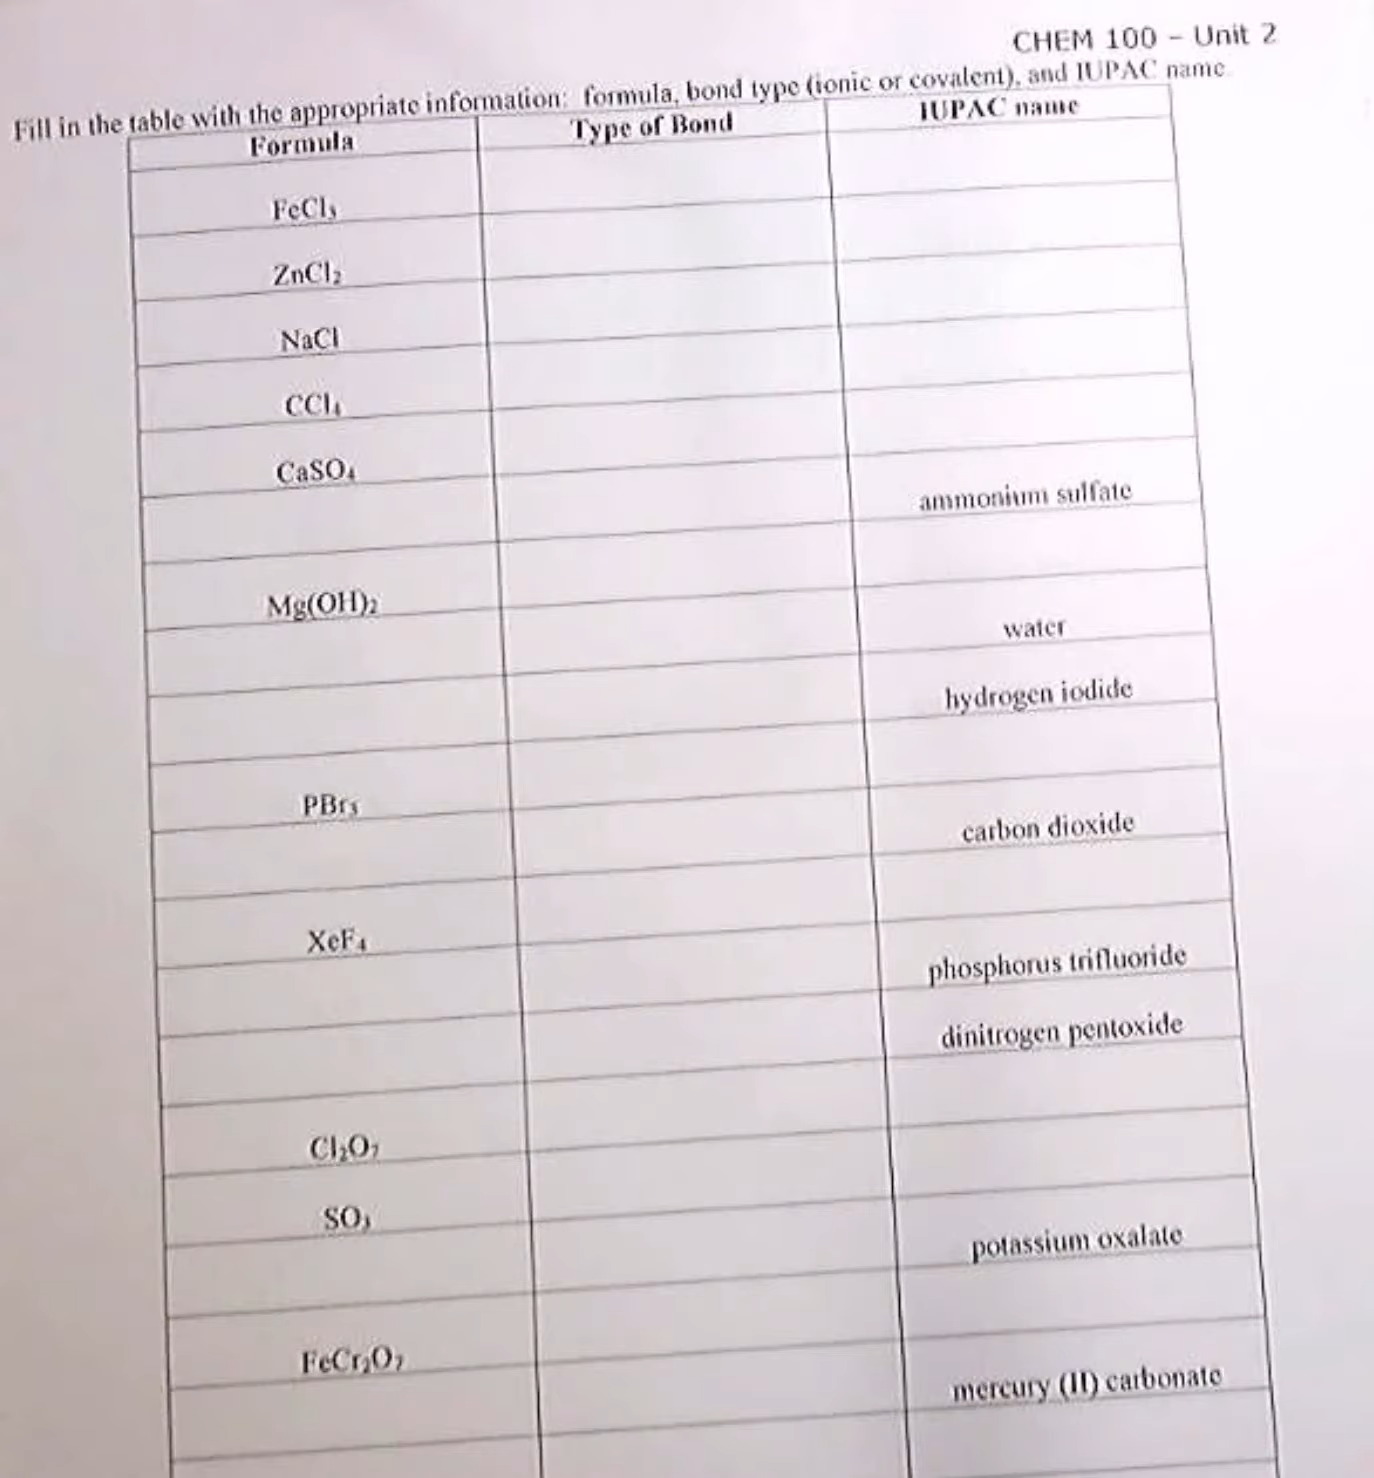 CHEM 100 – Unit 2
Fill in the table with the appropriate information: formula, bond type (ionic or covalent), and IUPAC name.
Formula Type of Bond IUPAC name
FeCl₃
ZnCl₂
NaCl
CCl₄
CaSO₄
ammonium sulfate
Mg(OH)₂
water
hydrogen iodide
PBr₅
carbon dioxide
XeF₄
phosphorus trifluoride
dinitrogen pentoxide
Cl₂O₇
SO₃
potassium oxalate
FeCr₂O₇
mercury (II) carbonate